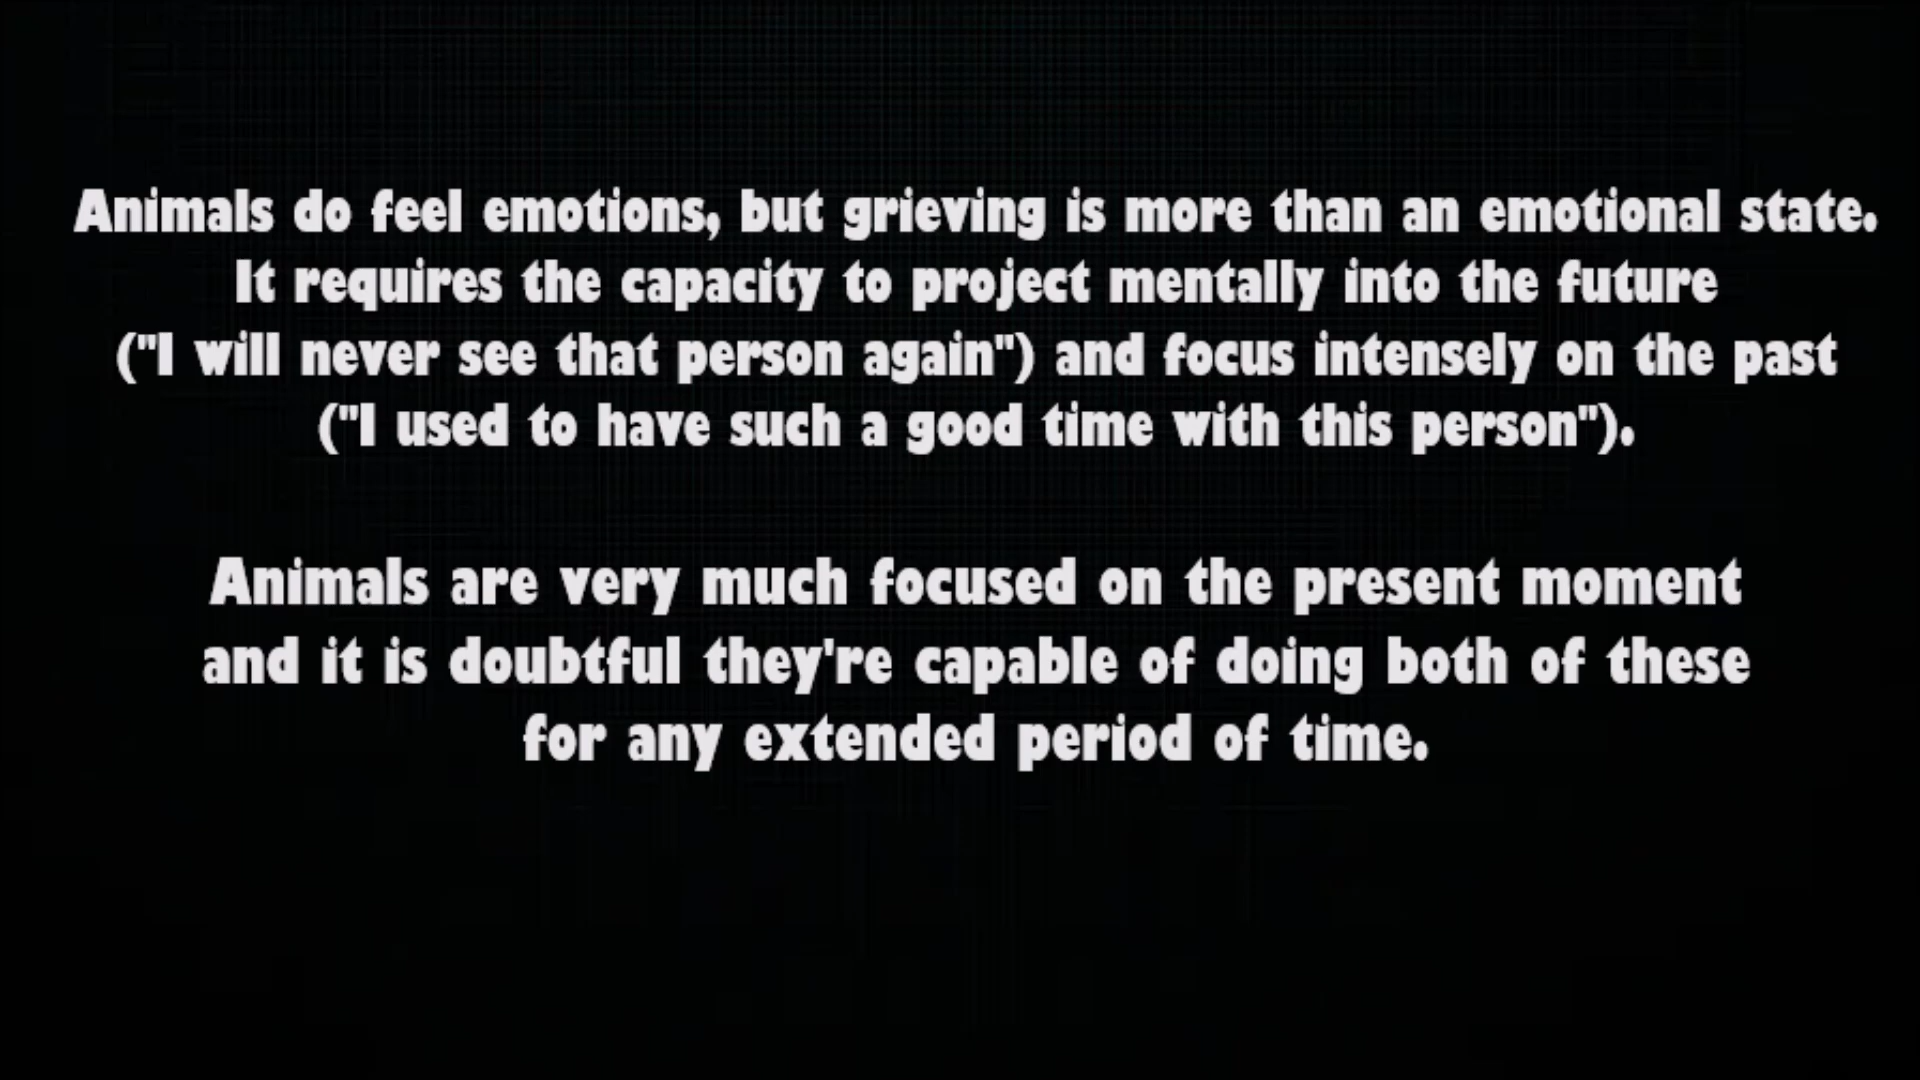 Animals do feel emotions, but grieving is more than an emotional state.
It requires the capacity to project mentally into the future
("I will never see that person again") and focus intensely on the past
("I used to have such a good time with this person").
Animals are very much focused on the present moment
and it is doubtful they're capable of doing both of these
for any extended period of time.